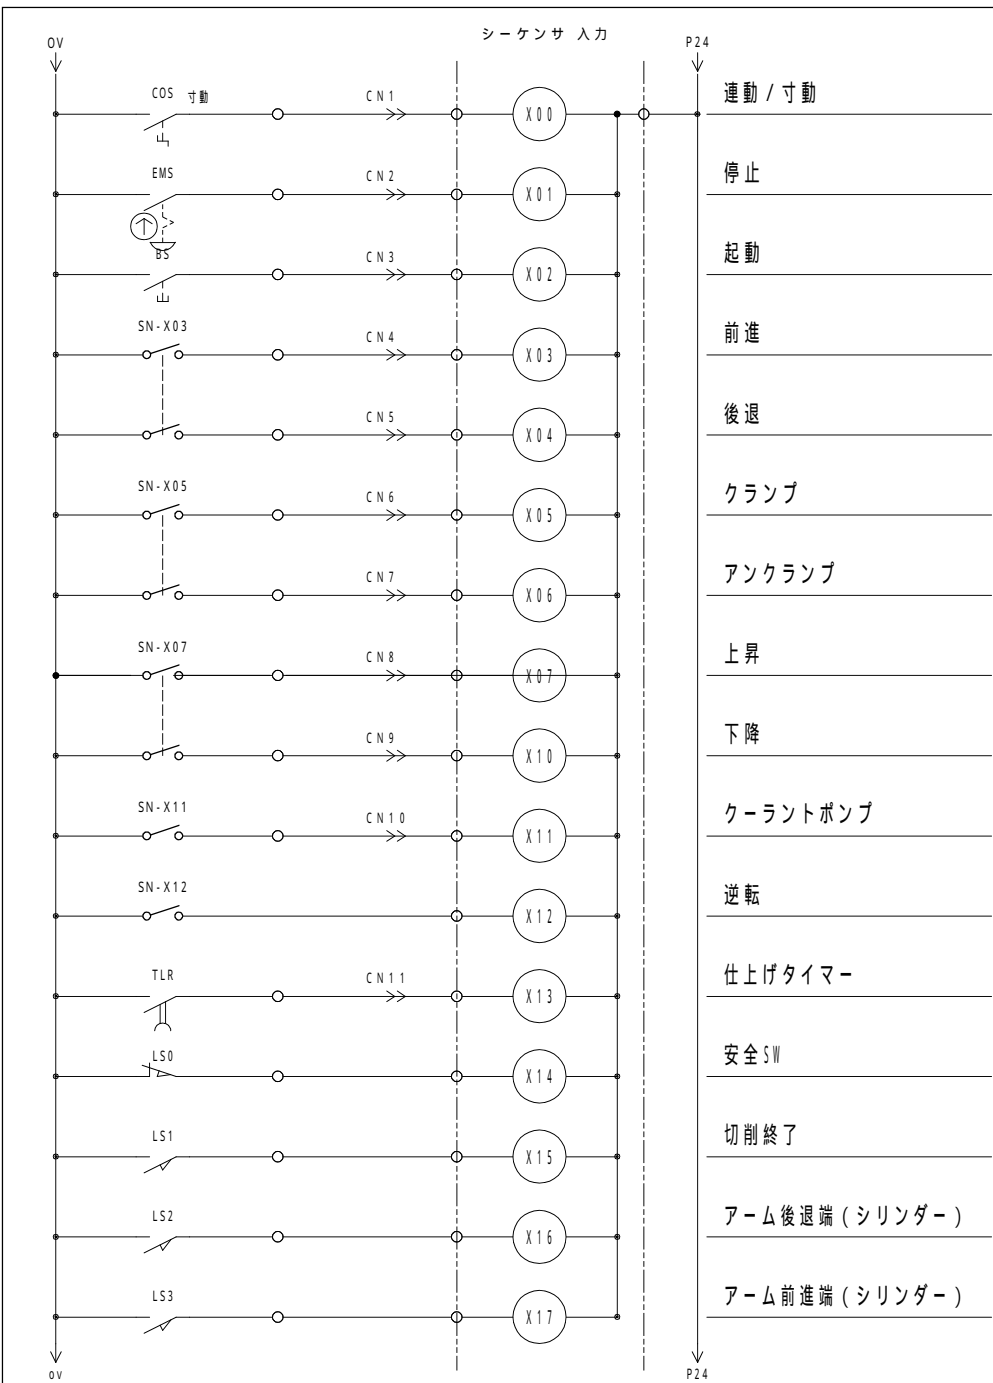 シーケンサ 入力
0V
P24
COS 寸動 CN1 X00 連動/寸動
EMS CN2 X01 停止
BS CN3 X02 起動
SN-X03 CN4 X03 前進
CN5 X04 後退
SN-X05 CN6 X05 クランプ
CN7 X06 アンクランプ
SN-X07 CN8 X07 上昇
CN9 X10 下降
SN-X11 CN10 X11 クーラントポンプ
SN-X12 X12 逆転
TLR CN11 X13 仕上げタイマー
LS0 X14 安全SW
LS1 X15 切削終了
LS2 X16 アーム後退端(シリンダー)
LS3 X17 アーム前進端(シリンダー)
0V
P24